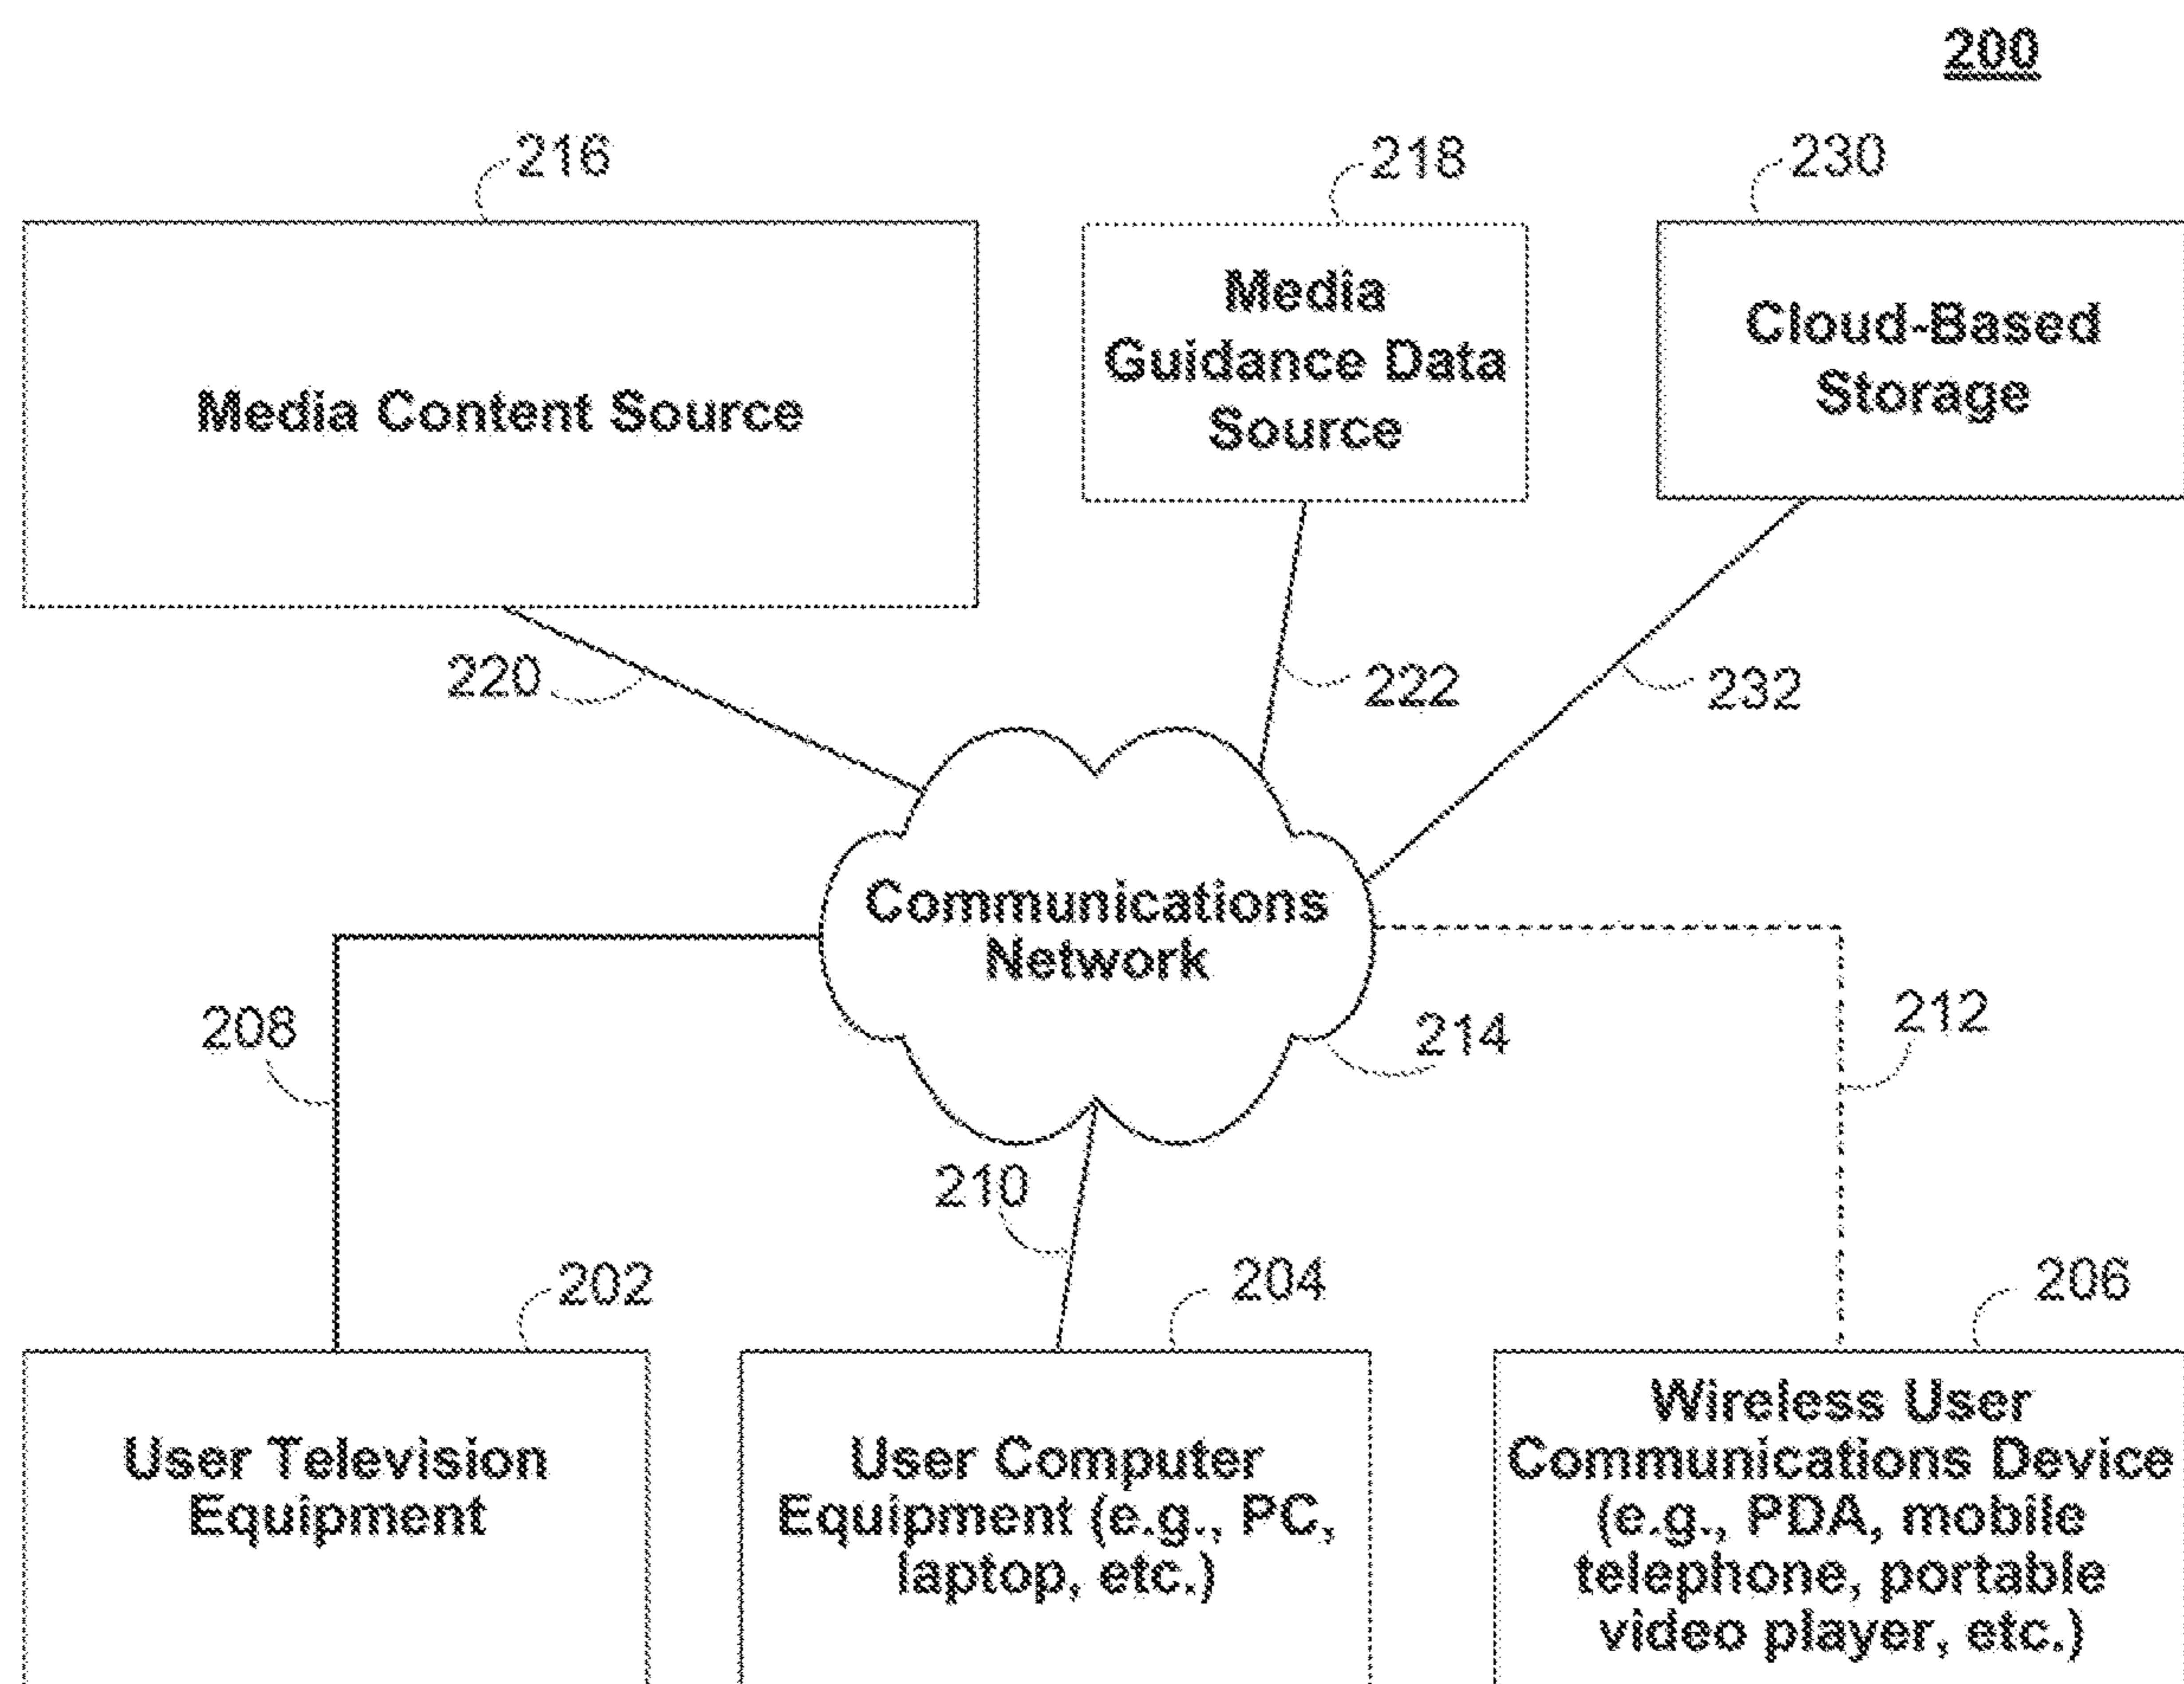 200
216
218
230
Media Content Source
Media
Guidance Data
Source
Cloud-Based
Storage
220
222
232
Communications
Network
208
214
212
210
202
204
206
User Television
Equipment
User Computer
Equipment (e.g., PC,
laptop, etc.)
Wireless User
Communications Device
(e.g., PDA, mobile
telephone, portable
video player, etc.)